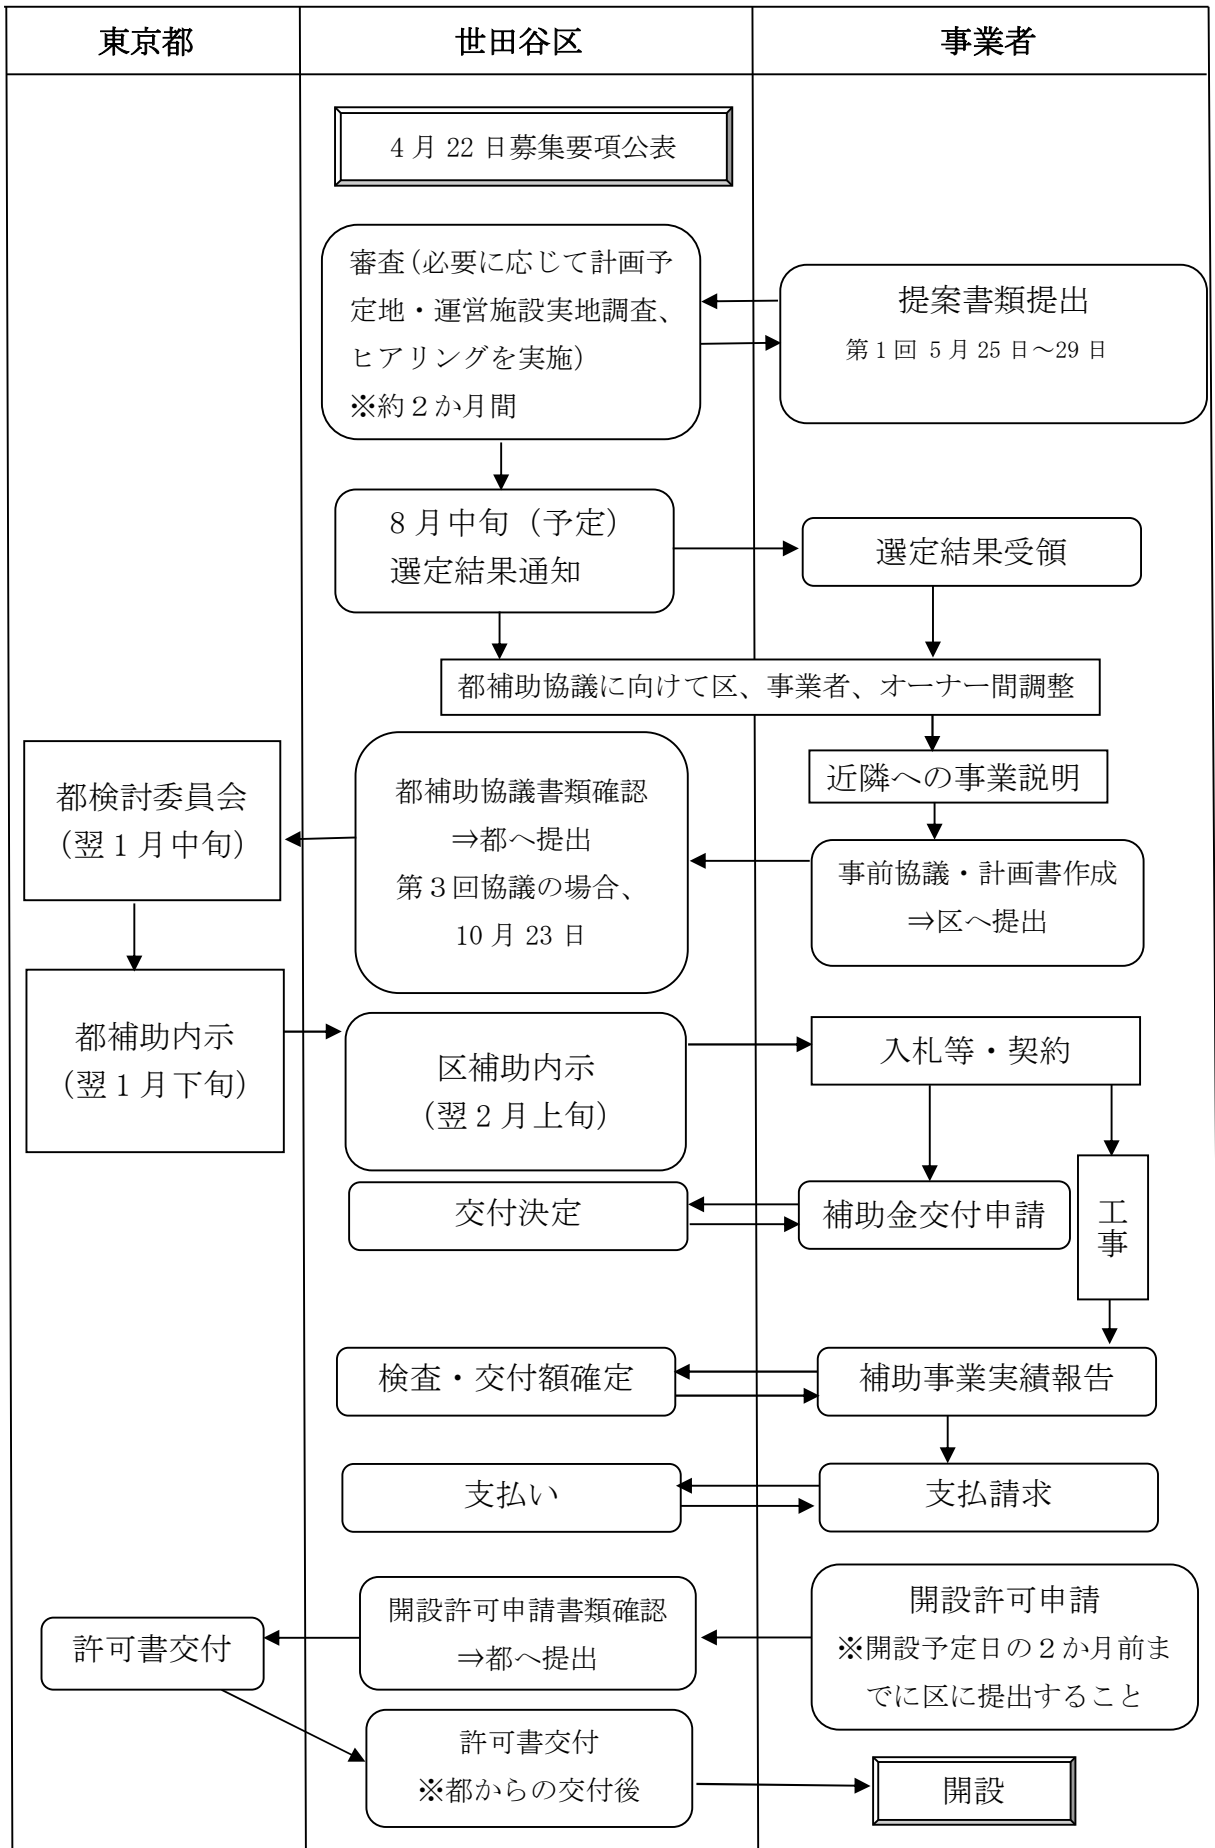 東京都
世田谷区
事業者
4月22日募集要項公表
審査(必要に応じて計画予
定地・運営施設実地調査、
ヒアリングを実施)
※約2か月間
提案書類提出
第1回 5月25日～29日
8月中旬（予定）
選定結果通知
選定結果受領
都補助協議に向けて区、事業者、オーナー間調整
近隣への事業説明
都検討委員会
(翌1月中旬)
都補助協議書類確認
⇒都へ提出
第3回協議の場合、
10月23日
事前協議・計画書作成
⇒区へ提出
都補助内示
(翌1月下旬)
区補助内示
(翌2月上旬)
入札等・契約
交付決定
補助金交付申請
工事
検査・交付額確定
補助事業実績報告
支払い
支払請求
開設許可申請
※開設予定日の2か月前ま
でに区に提出すること
開設許可申請書類確認
⇒都へ提出
許可書交付
許可書交付
※都からの交付後
開設